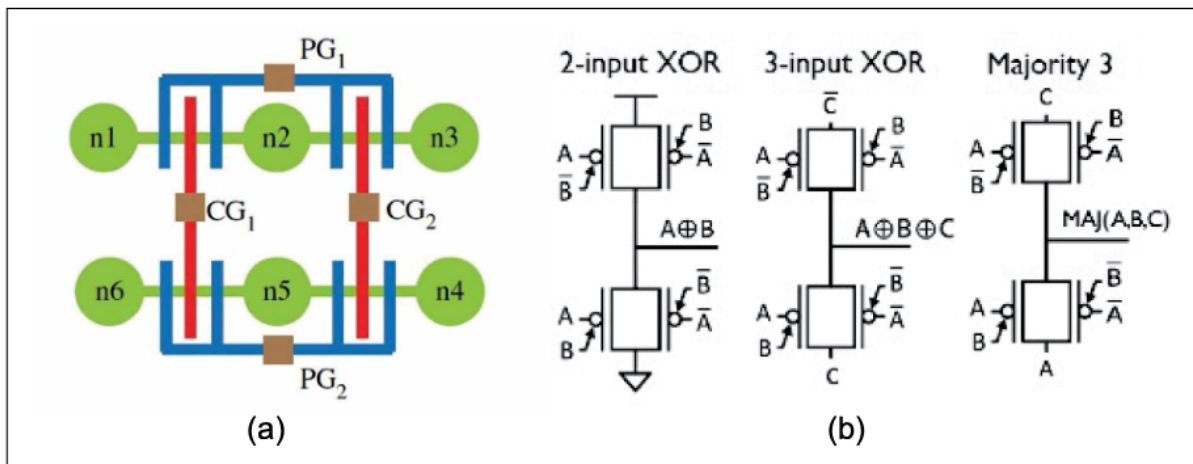 PG₁
n1 n2 n3
CG₁ CG₂
n6 n5 n4
PG₂
(a)
2-input XOR
A
B̅
B
A̅
A⊕B
A
B
B̅
A̅
3-input XOR
C̅
A
B̅
B
A̅
A⊕B⊕C
A
B
B̅
A̅
C
Majority 3
C
A
B̅
B
A̅
MAJ(A,B,C)
A
B
B̅
A̅
A
(b)